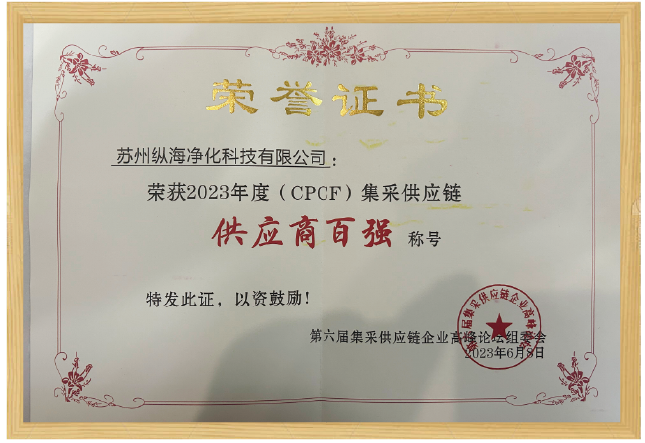 荣誉证书
苏州纵海净化科技有限公司：
荣获2023年度（CPCF）集采供应链
供应商百强 称号
特发此证，以资鼓励！
第六届集采供应链企业高峰论坛组委会
2023年6月8日